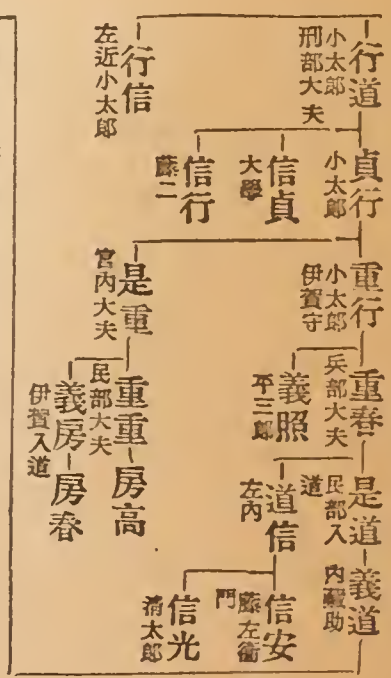 行道
小太郎
刑部大夫
行信
左近小太郎
貞行
小太郎
信貞
大學
信行
藤二
重行
小太郎
伊賀守
是重
宮内大夫
重春
兵部大夫
義照
平三郎
重重
民部大夫
房高
義房
伊賀入道
房春
是道
民部入道
道信
左内
義道
内藏助
信安
藤左衞門
信光
清太郎